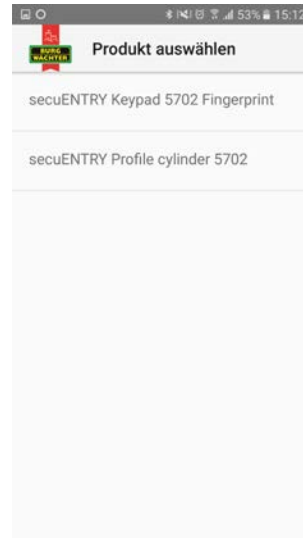 53% 15:12
BURG
WÄCHTER
Produkt auswählen
secuENTRY Keypad 5702 Fingerprint
secuENTRY Profile cylinder 5702